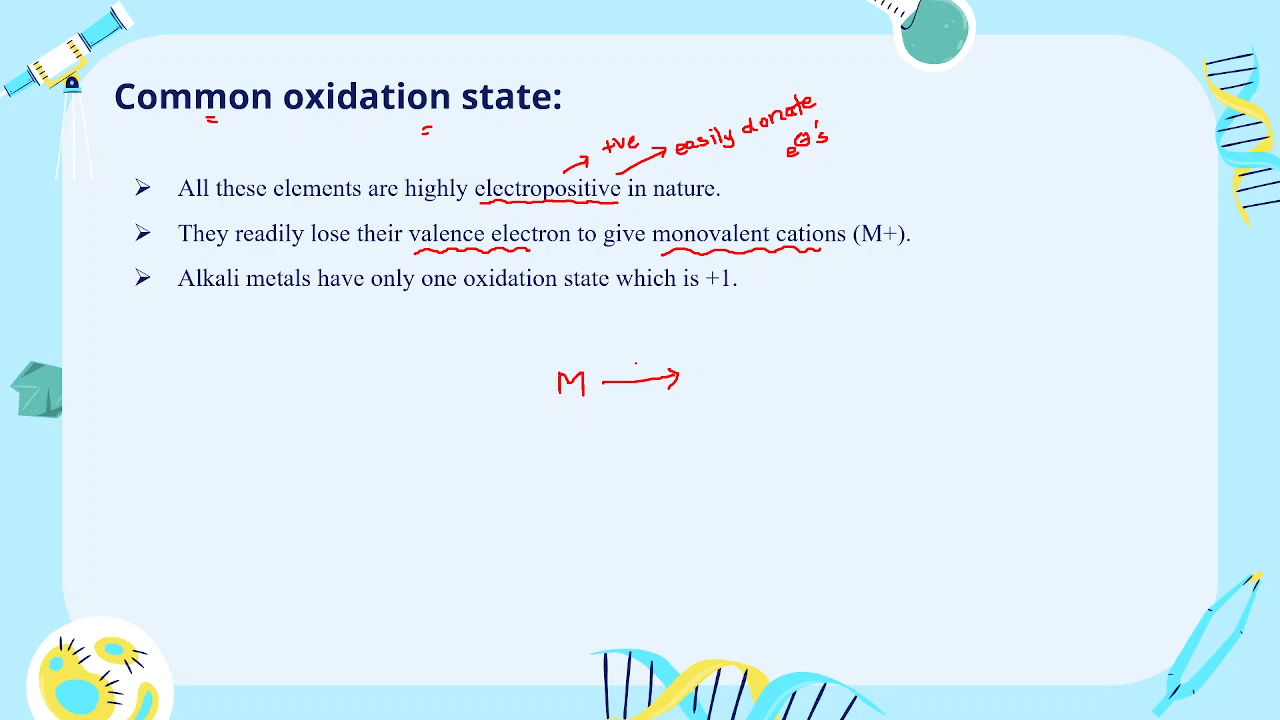 Common oxidation state:
+ve
easily donate
e⊖'s
➢ All these elements are highly electropositive in nature.
➢ They readily lose their valence electron to give monovalent cations (M+).
➢ Alkali metals have only one oxidation state which is +1.
M →